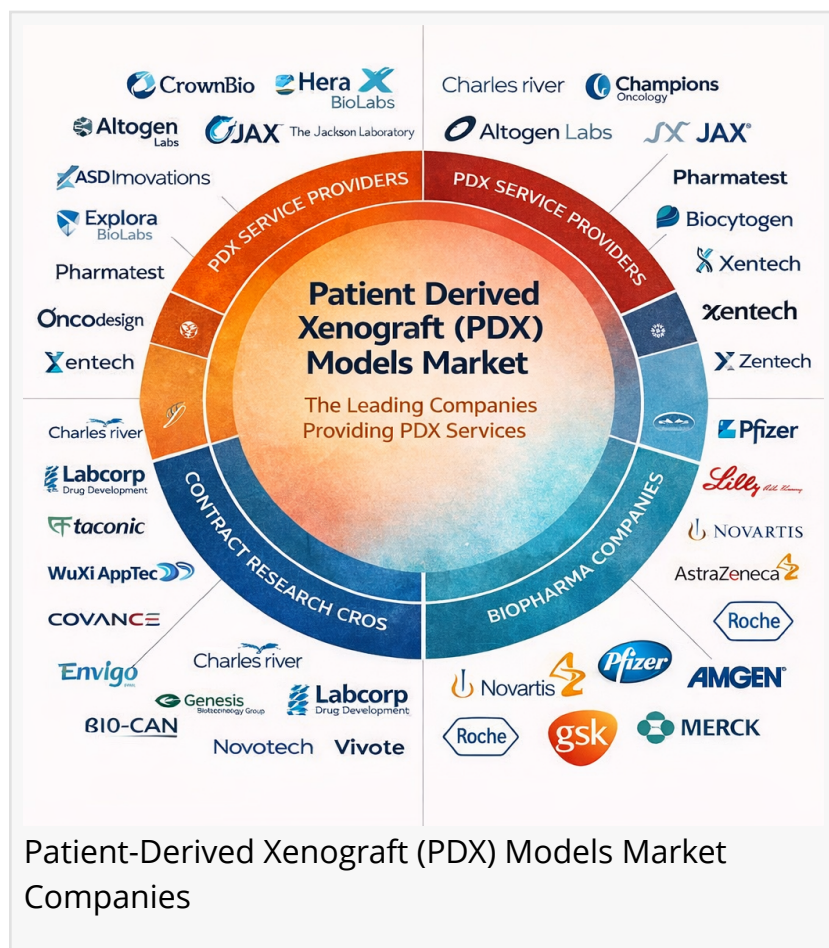 CrownBio
Hera
BioLabs
Altogen
Labs
JAX The Jackson Laboratory
ASDImovations
Explora
BioLabs
Pharmatest
Oncodesign
Xentech
Charles river
Champions
Oncology
Altogen Labs
JAX®
Pharmatest
Biocytogen
Xentech
xentech
Zentech
PDX SERVICE PROVIDERS
PDX SERVICE PROVIDERS
Patient Derived
Xenograft (PDX)
Models Market
The Leading Companies
Providing PDX Services
CONTRACT RESEARCH CROS
BIOPHARMA COMPANIES
Charles river
Labcorp
Drug Development
taconic
WuXi AppTec
COVANCE
Envigo
Charles river
Genesis
Biotechnology Group
Labcorp
Drug Development
BIO-CAN
Novotech
Vivote
Pfizer
Lilly
NOVARTIS
AstraZeneca
Roche
Novartis
Pfizer
AMGEN®
Roche
gsk
MERCK
Patient-Derived Xenograft (PDX) Models Market
Companies